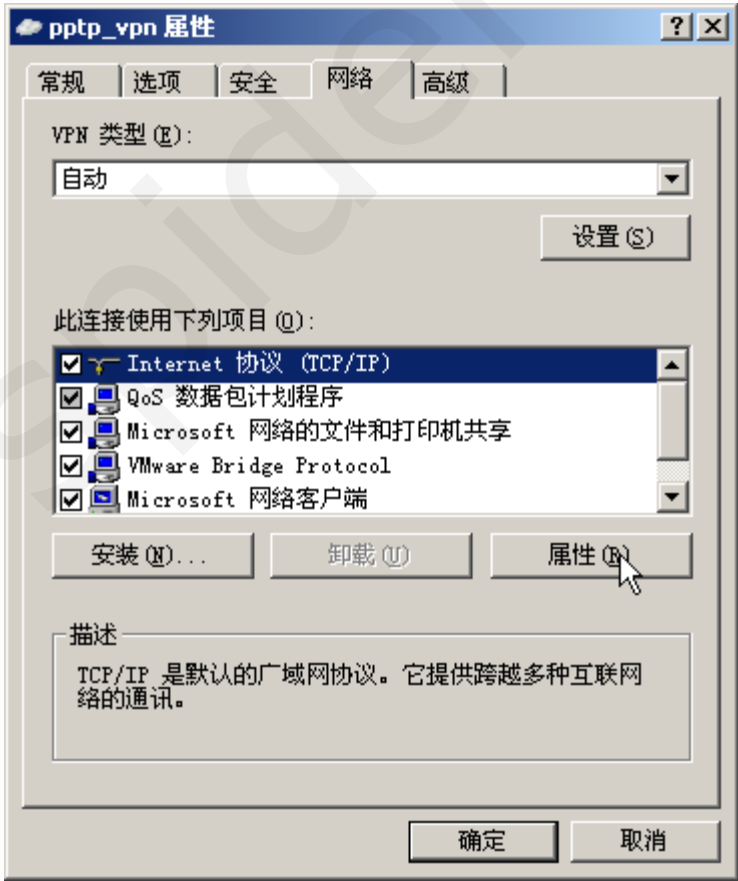 pptp_vpn 属性
常规 选项 安全 网络 高级
VPN 类型(E):
自动
设置(S)
此连接使用下列项目(O):
Internet 协议 (TCP/IP)
QoS 数据包计划程序
Microsoft 网络的文件和打印机共享
VMware Bridge Protocol
Microsoft 网络客户端
安装(N)... 卸载(U) 属性(R)
描述
TCP/IP 是默认的广域网协议。它提供跨越多种互联网
络的通讯。
确定 取消
spider